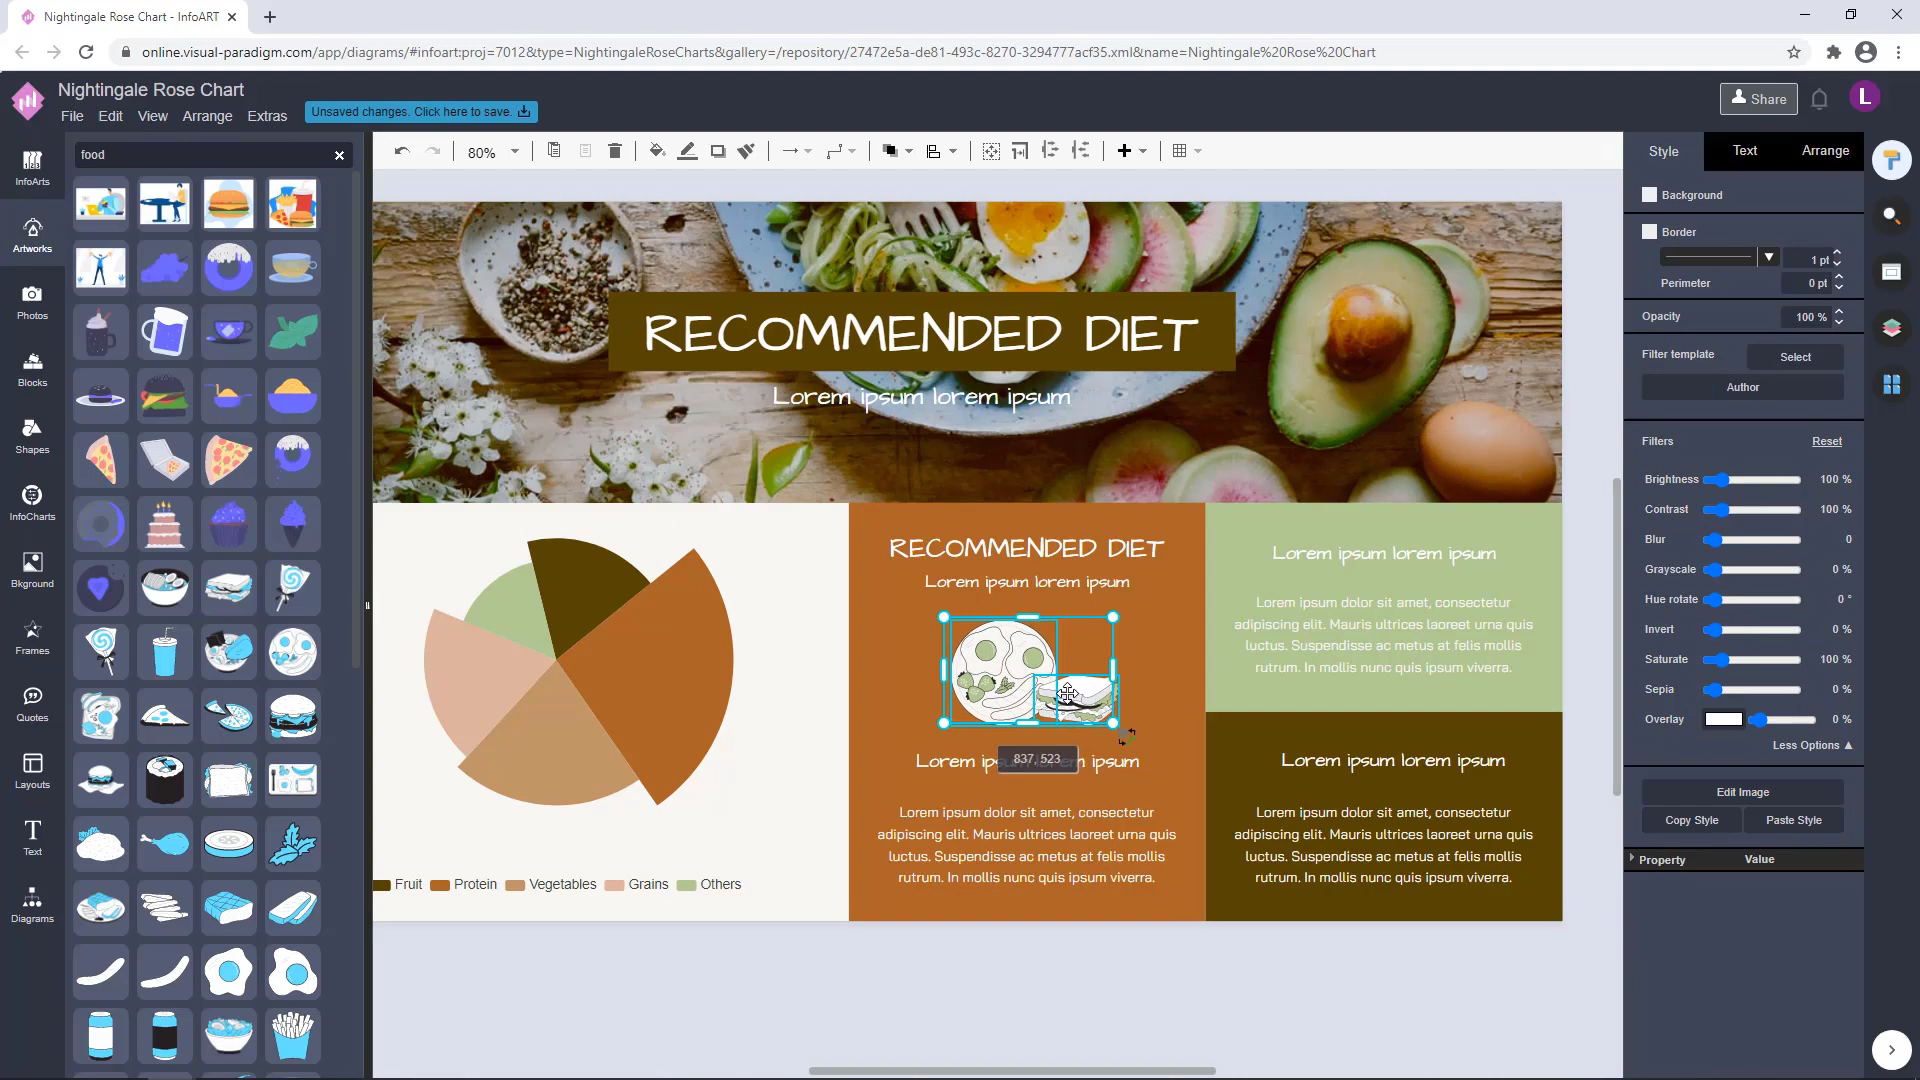 Nightingale Rose Chart - InfoART
online.visual-paradigm.com/app/diagrams/#infoart:proj=7012&type=NightingaleRoseCharts&gallery=/repository/27472e5a-de81-493c-8270-3294777acf35.xml&name=Nightingale%20Rose%20Chart
Nightingale Rose Chart
File Edit View Arrange Extras
Unsaved changes. Click here to save.
Share
L
InfoArts
Artworks
Photos
Blocks
Shapes
InfoCharts
Bkground
Frames
Quotes
Layouts
Text
Diagrams
food
80%
RECOMMENDED DIET
Lorem ipsum lorem ipsum
Fruit Protein Vegetables Grains Others
RECOMMENDED DIET
Lorem ipsum lorem ipsum
837, 523
Lorem ip m ipsum
Lorem ipsum dolor sit amet, consectetur
adipiscing elit. Mauris ultrices laoreet urna quis
luctus. Suspendisse ac metus at felis mollis
rutrum. In mollis nunc quis ipsum viverra.
Lorem ipsum lorem ipsum
Lorem ipsum dolor sit amet, consectetur
adipiscing elit. Mauris ultrices laoreet urna quis
luctus. Suspendisse ac metus at felis mollis
rutrum. In mollis nunc quis ipsum viverra.
Lorem ipsum lorem ipsum
Lorem ipsum dolor sit amet, consectetur
adipiscing elit. Mauris ultrices laoreet urna quis
luctus. Suspendisse ac metus at felis mollis
rutrum. In mollis nunc quis ipsum viverra.
Style Text Arrange
Background
Border
1 pt
Perimeter 0 pt
Opacity 100 %
Filter template Select
Author
Filters Reset
Brightness 100 %
Contrast 100 %
Blur 0
Grayscale 0 %
Hue rotate 0 °
Invert 0 %
Saturate 100 %
Sepia 0 %
Overlay 0 %
Less Options
Edit Image
Copy Style Paste Style
Property Value